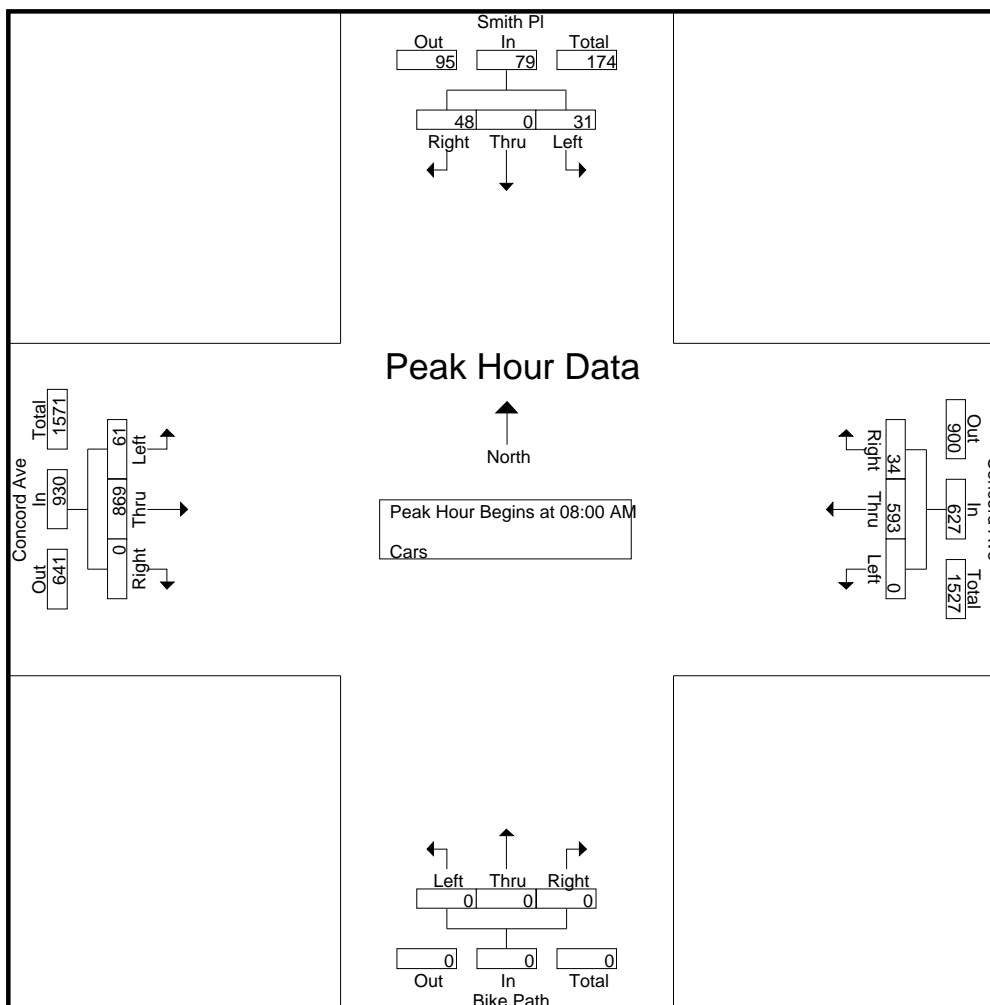 Smith Pl
Out In Total
95 79 174
48 0 31
Right Thru Left
Peak Hour Data
North
Peak Hour Begins at 08:00 AM
Cars
Concord Ave
Total In Out
1571 930 641
61 869 0
Left Thru Right
Out In Total
900 627 1527
34 593 0
Right Thru Left
Left Thru Right
0 0 0
0 0 0
Out In Total
Bike Path